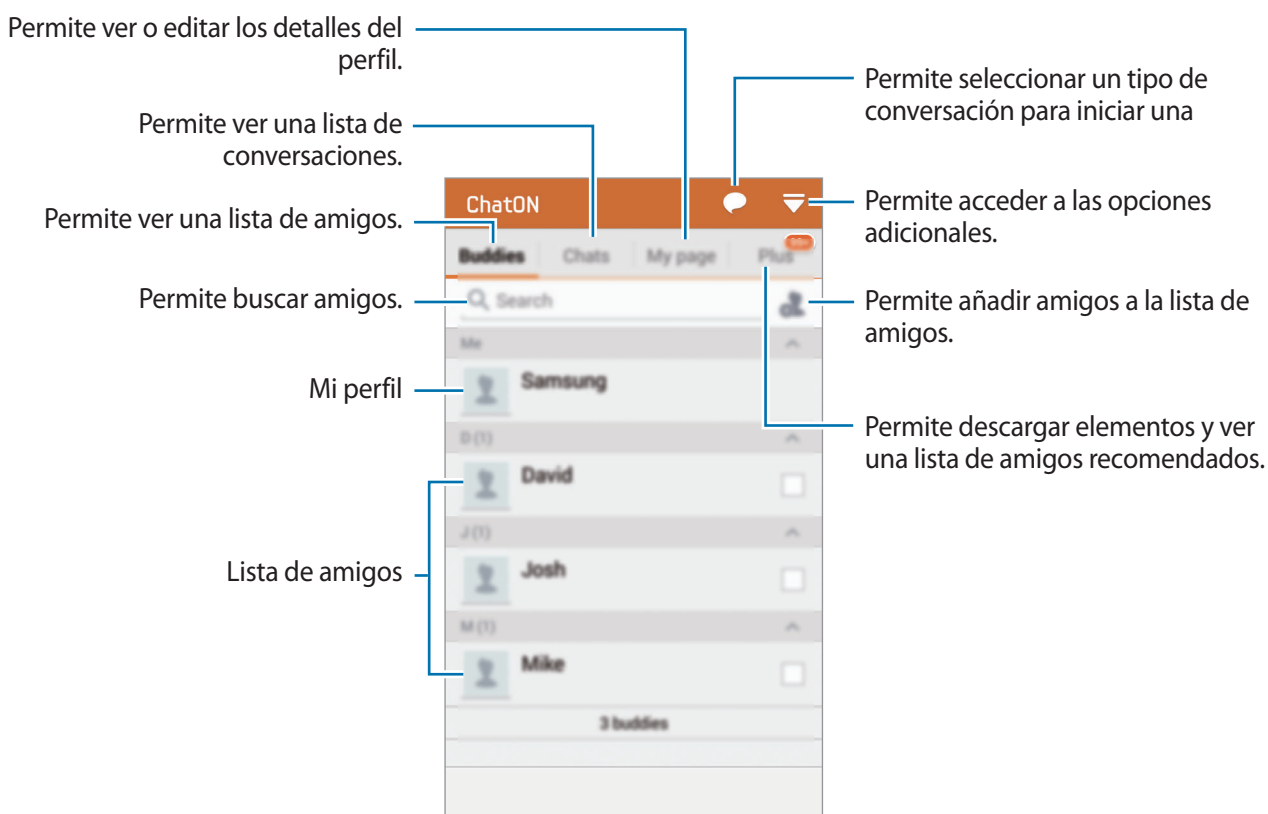 Permite ver o editar los detalles del
perfil.
Permite seleccionar un tipo de
conversación para iniciar una
Permite ver una lista de
conversaciones.
ChatON
Permite acceder a las opciones
adicionales.
Permite ver una lista de amigos.
Buddies
Chats
My page
Plus
Permite buscar amigos.
Search
Permite añadir amigos a la lista de
amigos.
Me
Mi perfil
Samsung
Permite descargar elementos y ver
una lista de amigos recomendados.
D (1)
David
J (1)
Lista de amigos
Josh
M (1)
Mike
3 buddies